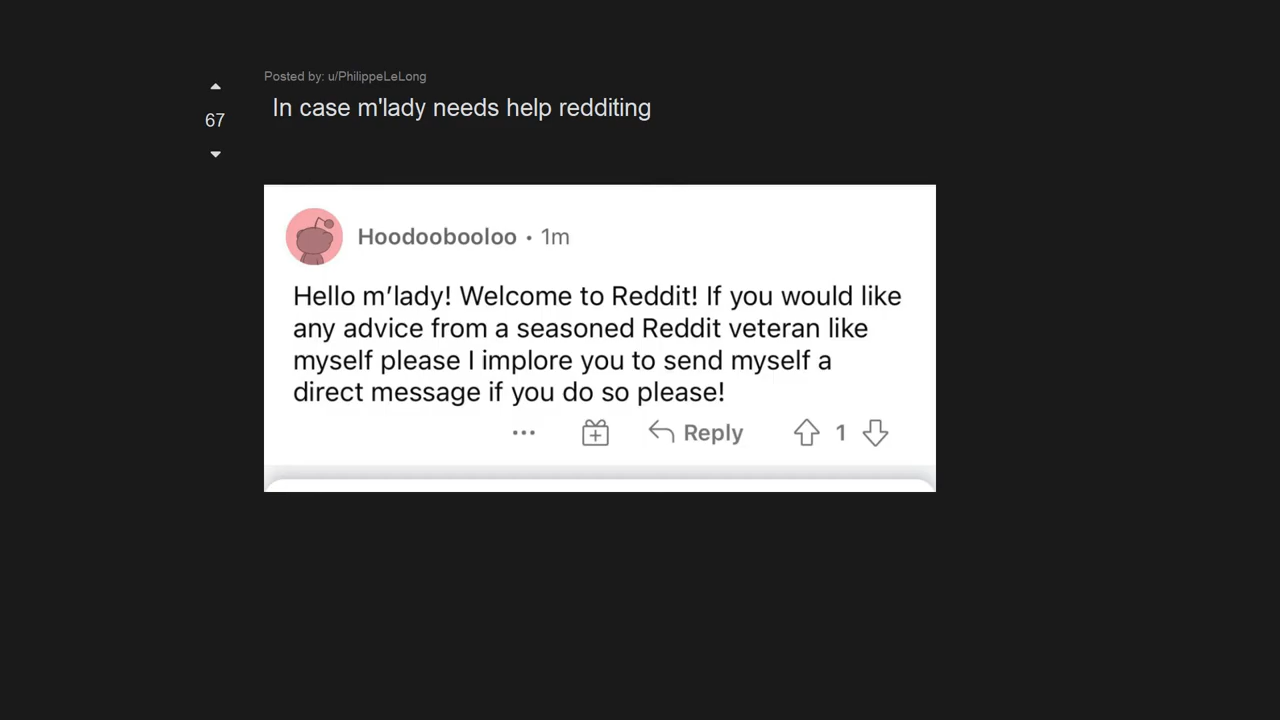 Posted by: u/PhilippeLeLong
In case m'lady needs help redditing
67
Hoodoobooloo • 1m
Hello m’lady! Welcome to Reddit! If you would like
any advice from a seasoned Reddit veteran like
myself please I implore you to send myself a
direct message if you do so please!
... Reply 1